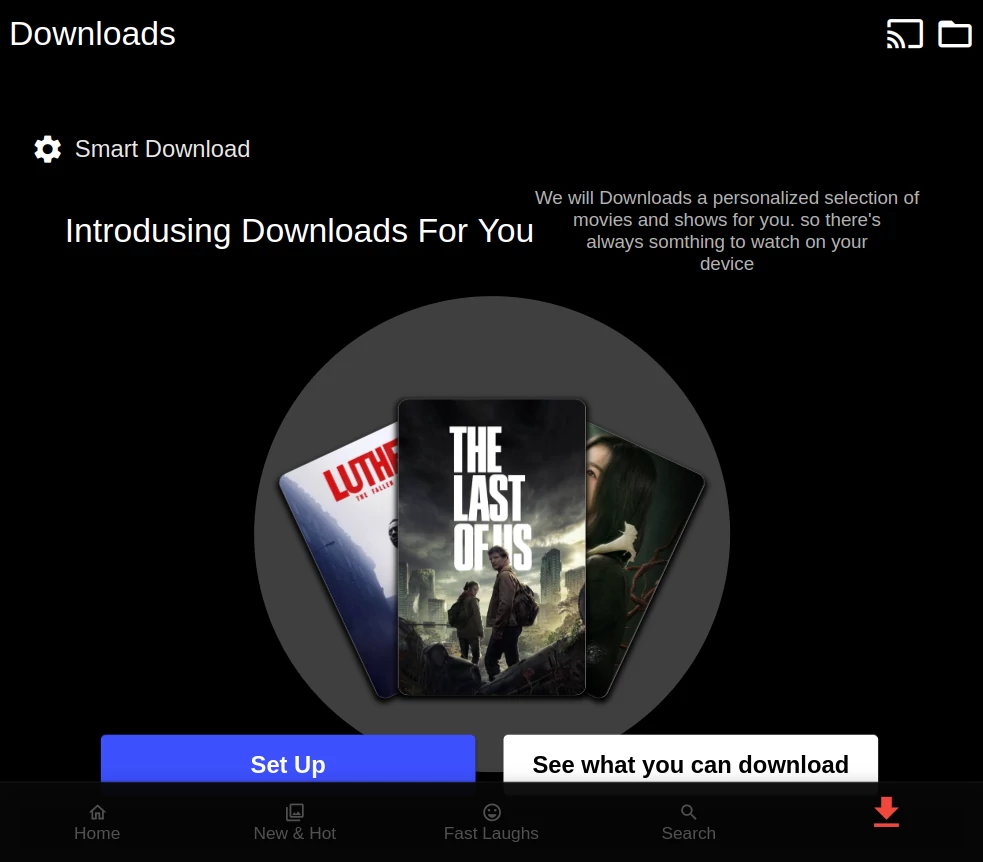 Downloads
Smart Download
Introdusing Downloads For You
We will Downloads a personalized selection of
movies and shows for you. so there's
always somthing to watch on your
device
LUTHE
THE FALLEN
THE
LAST
OF US
Set Up
See what you can download
Home
New & Hot
Fast Laughs
Search